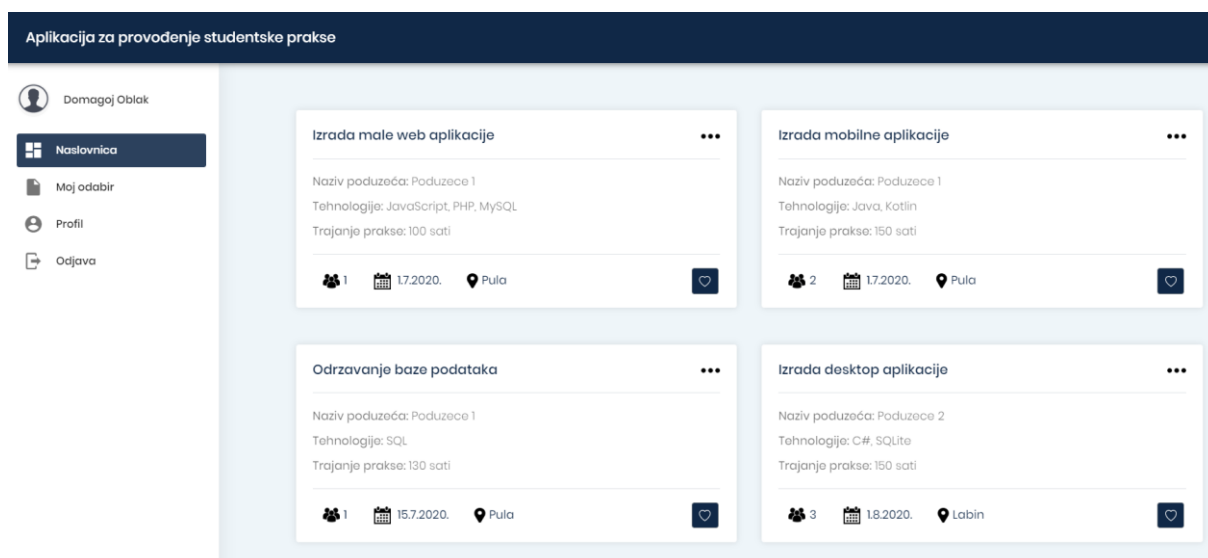 Aplikacija za provođenje studentske prakse
Domagoj Oblak
Naslovnica
Moj odabir
Profil
Odjava
Izrada male web aplikacije
Naziv poduzeća: Poduzece 1
Tehnologije: JavaScript, PHP, MySQL
Trajanje prakse: 100 sati
1 1.7.2020. Pula
Izrada mobilne aplikacije
Naziv poduzeća: Poduzece 1
Tehnologije: Java, Kotlin
Trajanje prakse: 150 sati
2 1.7.2020. Pula
Odrzavanje baze podataka
Naziv poduzeća: Poduzece 1
Tehnologije: SQL
Trajanje prakse: 130 sati
1 15.7.2020. Pula
Izrada desktop aplikacije
Naziv poduzeća: Poduzece 2
Tehnologije: C#, SQLite
Trajanje prakse: 150 sati
3 1.8.2020. Labin